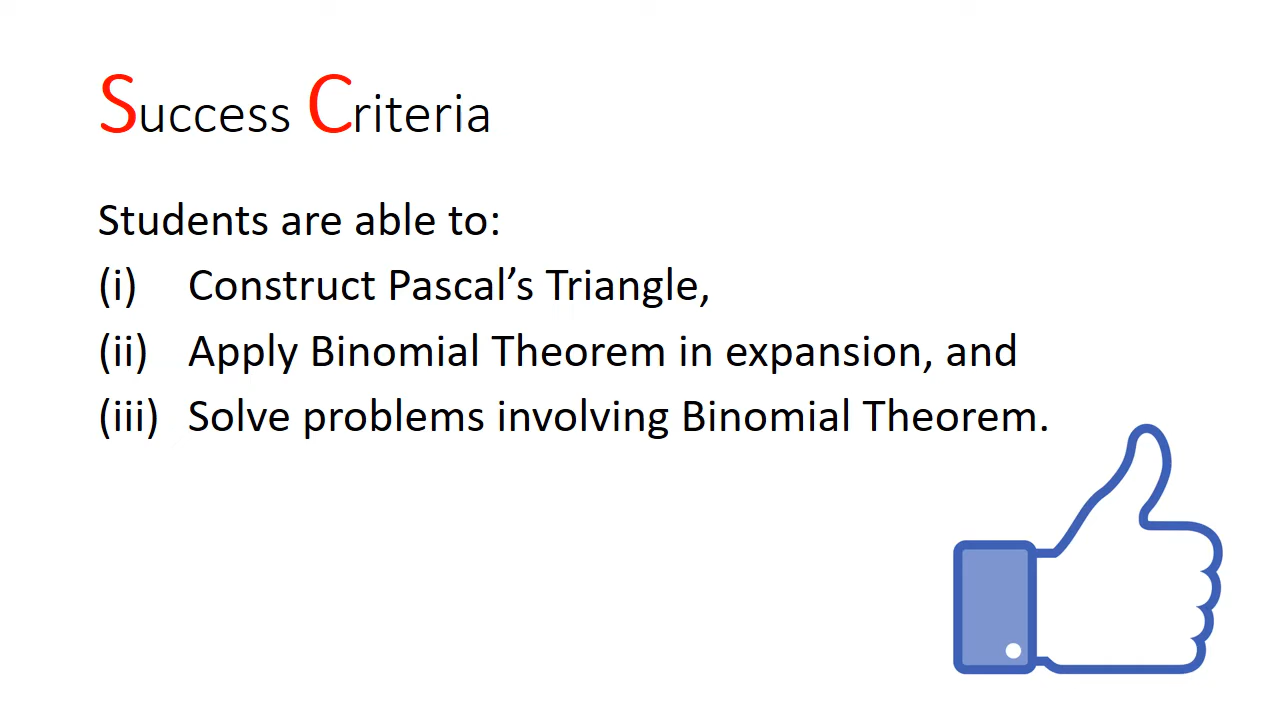 Success Criteria
Students are able to:
(i) Construct Pascal’s Triangle,
(ii) Apply Binomial Theorem in expansion, and
(iii) Solve problems involving Binomial Theorem.